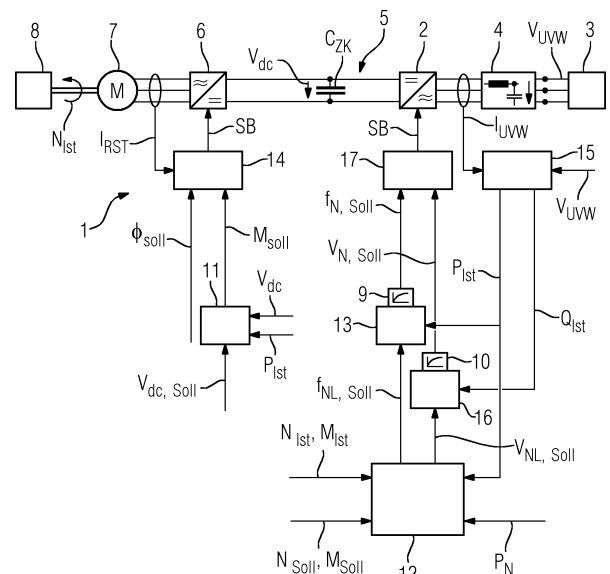 8 7 6 5 2 4 3
V_dc C_ZK V_UVW
M
N_Ist I_RST SB SB I_UVW
14 17 15
1 V_UVW
ϕ_soll M_soll f_N, Soll V_N, Soll P_Ist Q_Ist
11 V_dc 9
P_Ist 13
V_dc, Soll f_NL, Soll 10
16
N_Ist, M_Ist V_NL, Soll
N_Soll, M_Soll 12 P_N